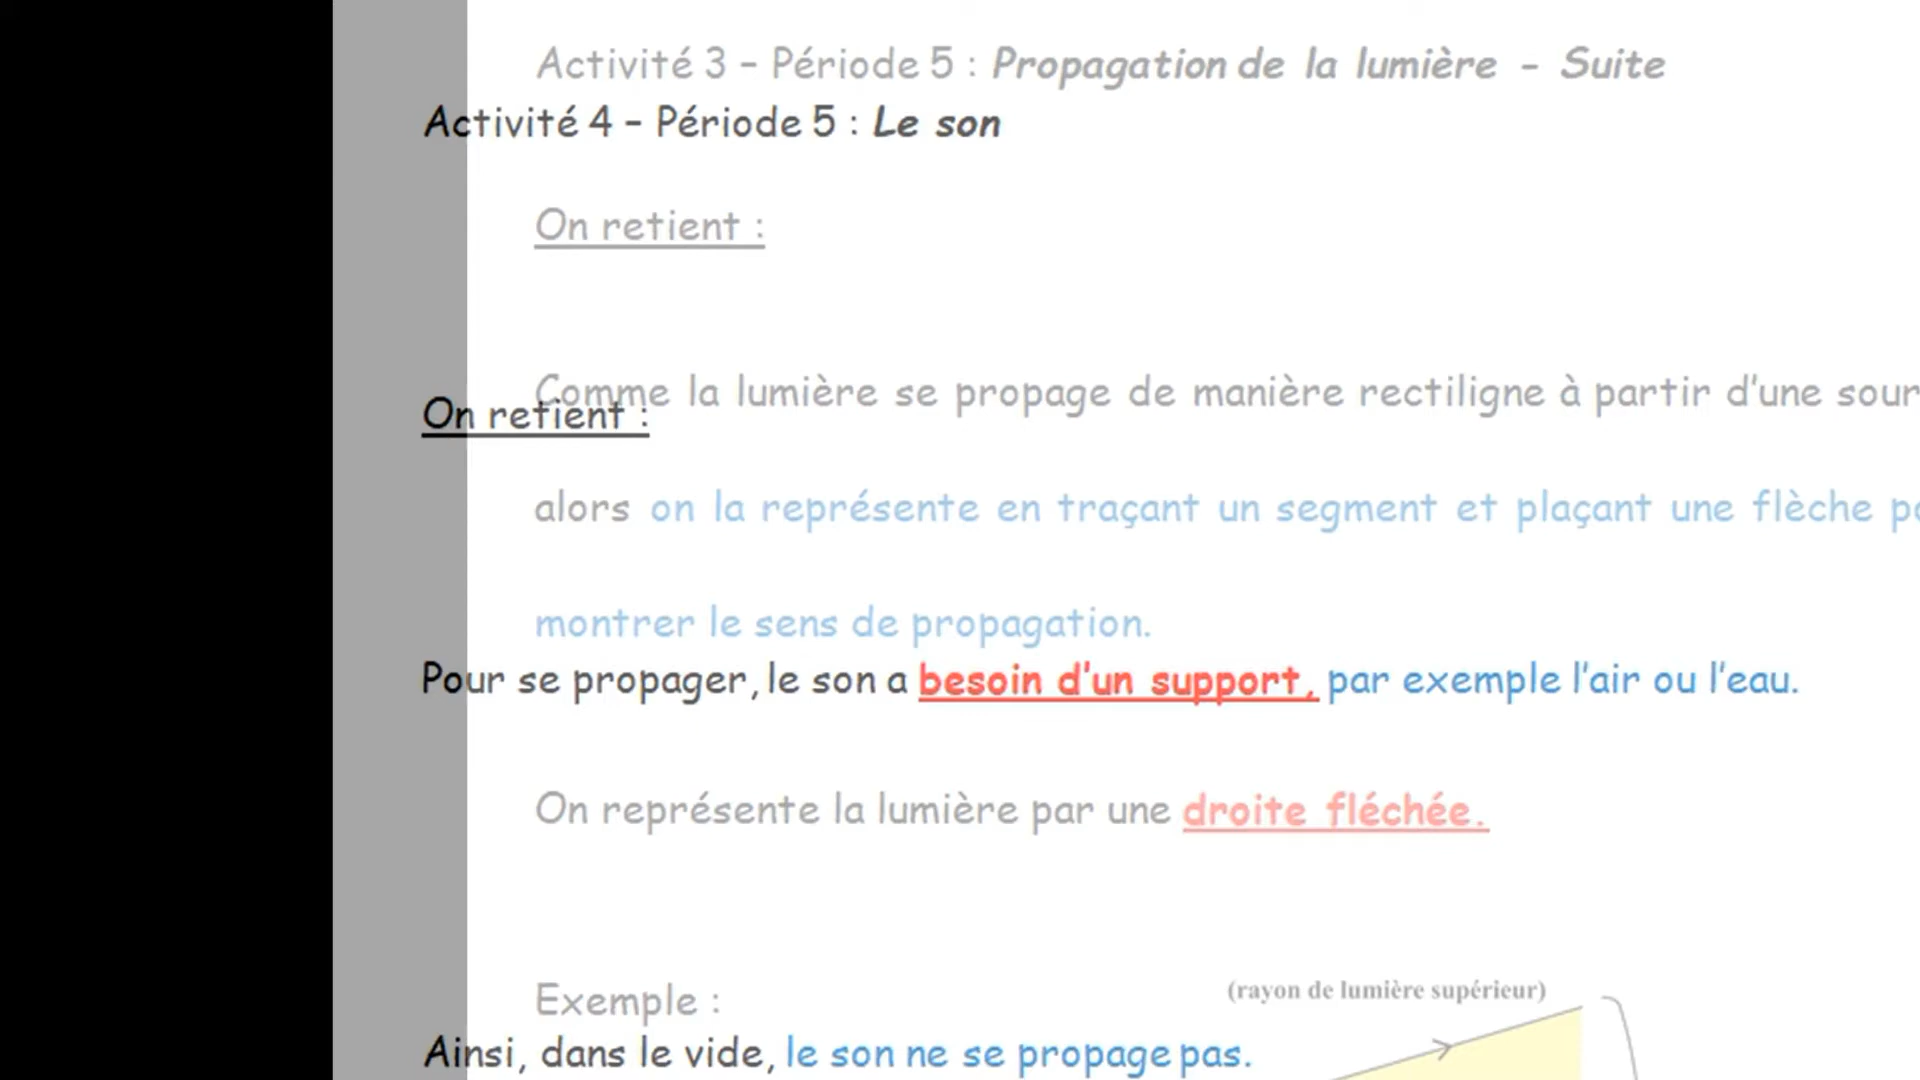 Activité 3 – Période 5 : Propagation de la lumière - Suite
Activité 4 – Période 5 : Le son
On retient :
Comme la lumière se propage de manière rectiligne à partir d'une
On retient :
alors on la représente en traçant un segment et plaçant une flèche
montrer le sens de propagation.
Pour se propager, le son a besoin d'un support, par exemple l'air ou l'eau.
On représente la lumière par une droite fléchée.
(rayon de lumière supérieur)
Exemple :
Ainsi, dans le vide, le son ne se propage pas.